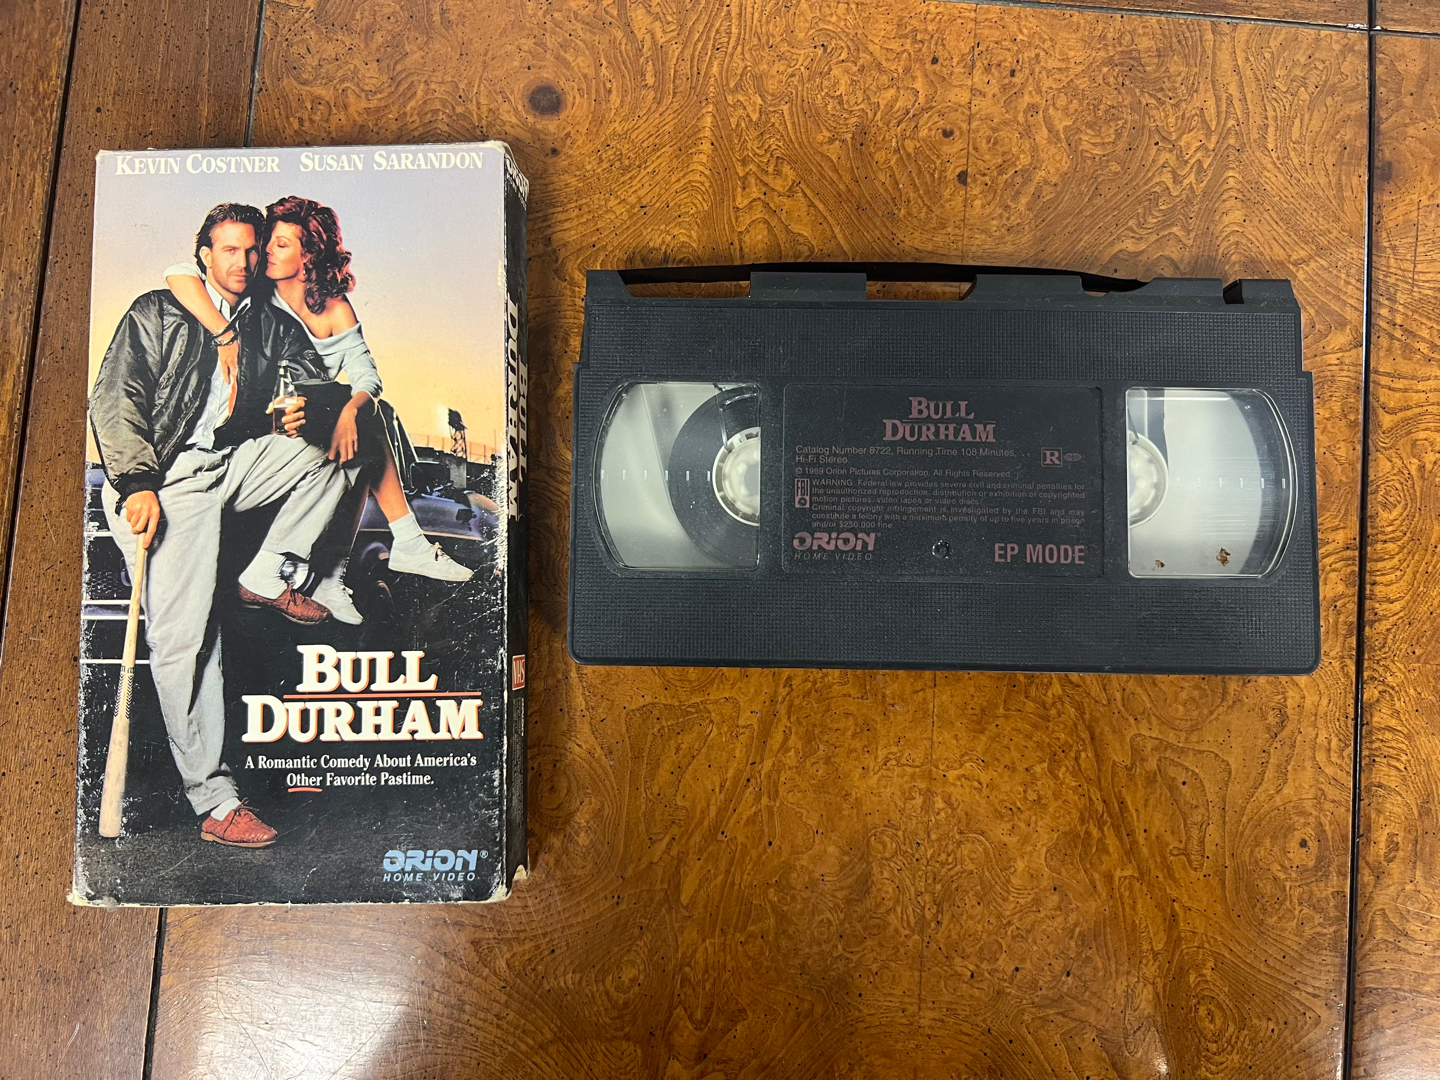 KEVIN COSTNER SUSAN SARANDON
BULL
DURHAM
A Romantic Comedy About America's
Other Favorite Pastime.
ORION®
HOME VIDEO
BULL
DURHAM
VHS
BULL
DURHAM
Catalog Number 8722, Running Time 108 Minutes,
Hi-Fi Stereo
R
© 1989 Orion Pictures Corporation. All Rights Reserved.
FBI
WARNING: Federal law provides severe civil and criminal penalties for
the unauthorized reproduction, distribution or exhibition of copyrighted
motion pictures, video tapes or video discs.
Criminal copyright infringement is investigated by the FBI and may
constitute a felony with a maximum penalty of up to five years in prison
and/or $250,000 fine.
ORION
HOME VIDEO
EP MODE